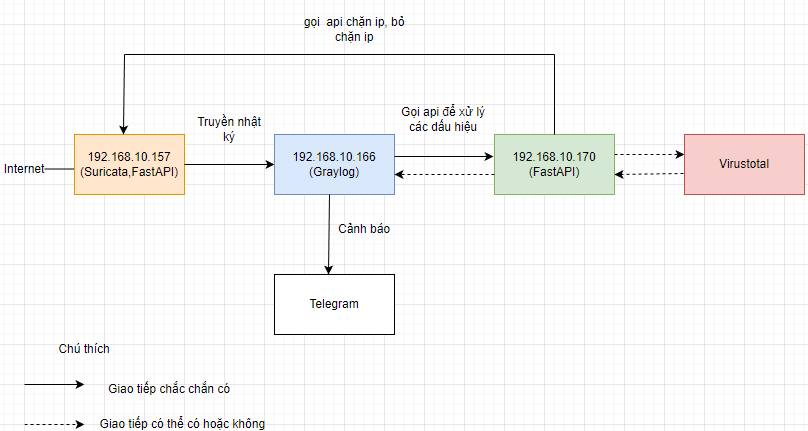 gọi api chặn ip, bỏ
chặn ip
Truyền nhật
ký
Gọi api để xử lý
các dấu hiệu
Internet
192.168.10.157
(Suricata,FastAPI)
192.168.10.166
(Graylog)
192.168.10.170
(FastAPI)
Virustotal
Cảnh báo
Telegram
Chú thích
Giao tiếp chắc chắn có
Giao tiếp có thể có hoặc không